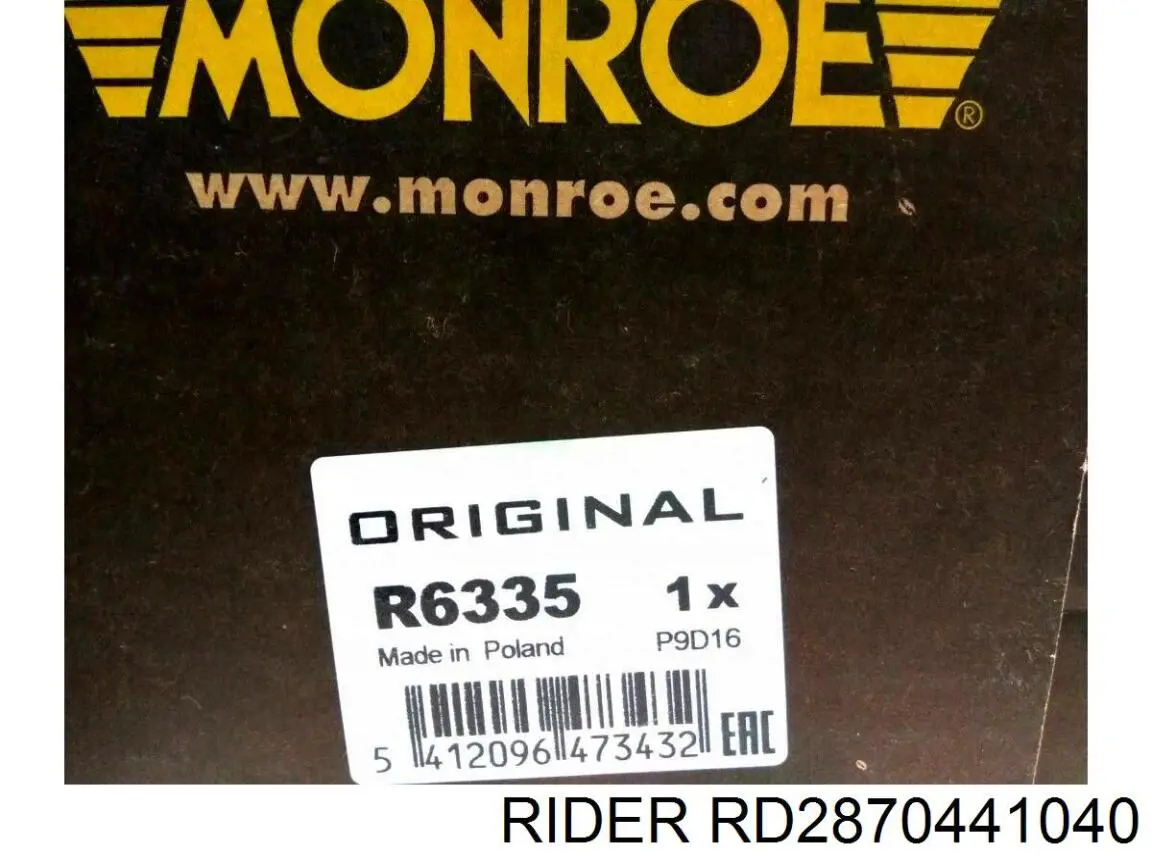 MONROE®
www.monroe.com
ORIGINAL
R6335 1 x
Made in Poland P9D16
5 412096 473432 EAC
RIDER RD2870441040